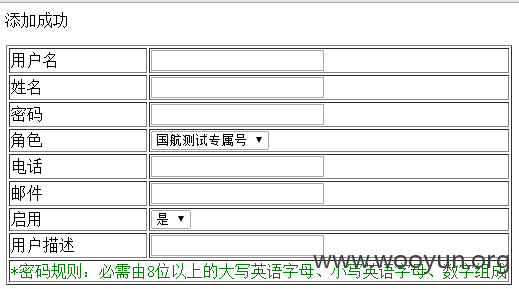 添加成功
用户名
姓名
密码
角色 国航测试专属号
电话
邮件
启用 是
用户描述
www.wooyun.org
*密码规则：必需由8位以上的大写英语字母、小写英语字母、数字组成